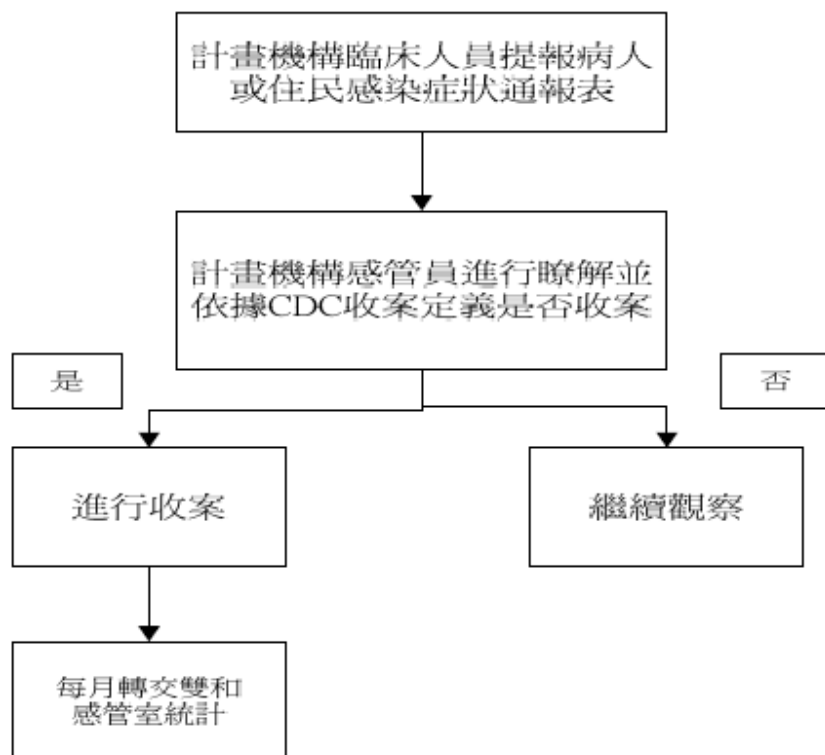 計畫機構臨床人員提報病人
或住民感染症狀通報表
計畫機構感管員進行瞭解並
依據CDC收案定義是否收案
是
否
進行收案
繼續觀察
每月轉交雙和
感管室統計